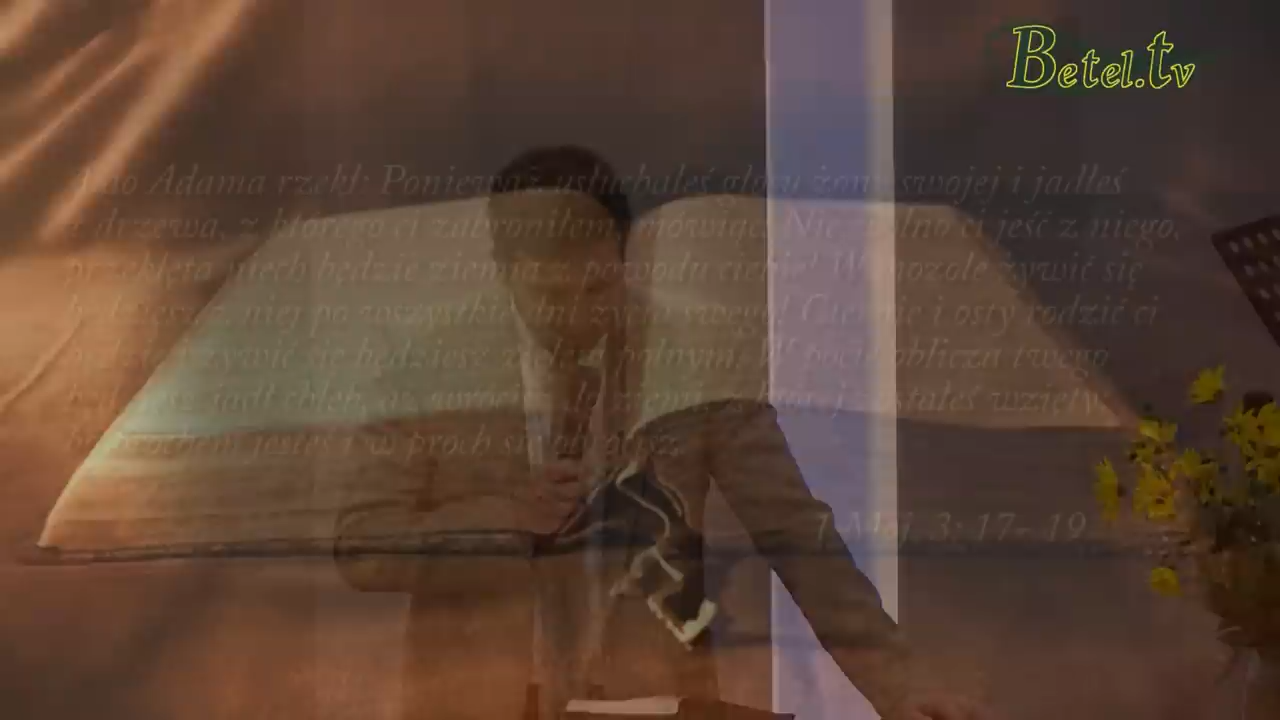 Betel.tv
Adama rzekł: Ponieważ usłuchałeś głosu żony swojej i jadłeś
drzewa, z którego ci zabroniłem, mówiąc: Nie wolno ci jeść z niego,
przeklęta niech będzie ziemia z powodu ciebie! W mozole żywić się
będziesz z niej po wszystkie dni życia swego! Ciernie i osty rodzić ci
żywić się będziesz zielem polnym. W pocie oblicza twego
jadł chleb, aż wrócisz do ziemi, zostałeś wzięty
prochem jesteś i w proch się obrócisz.
1 Moj. 3: 17- 19